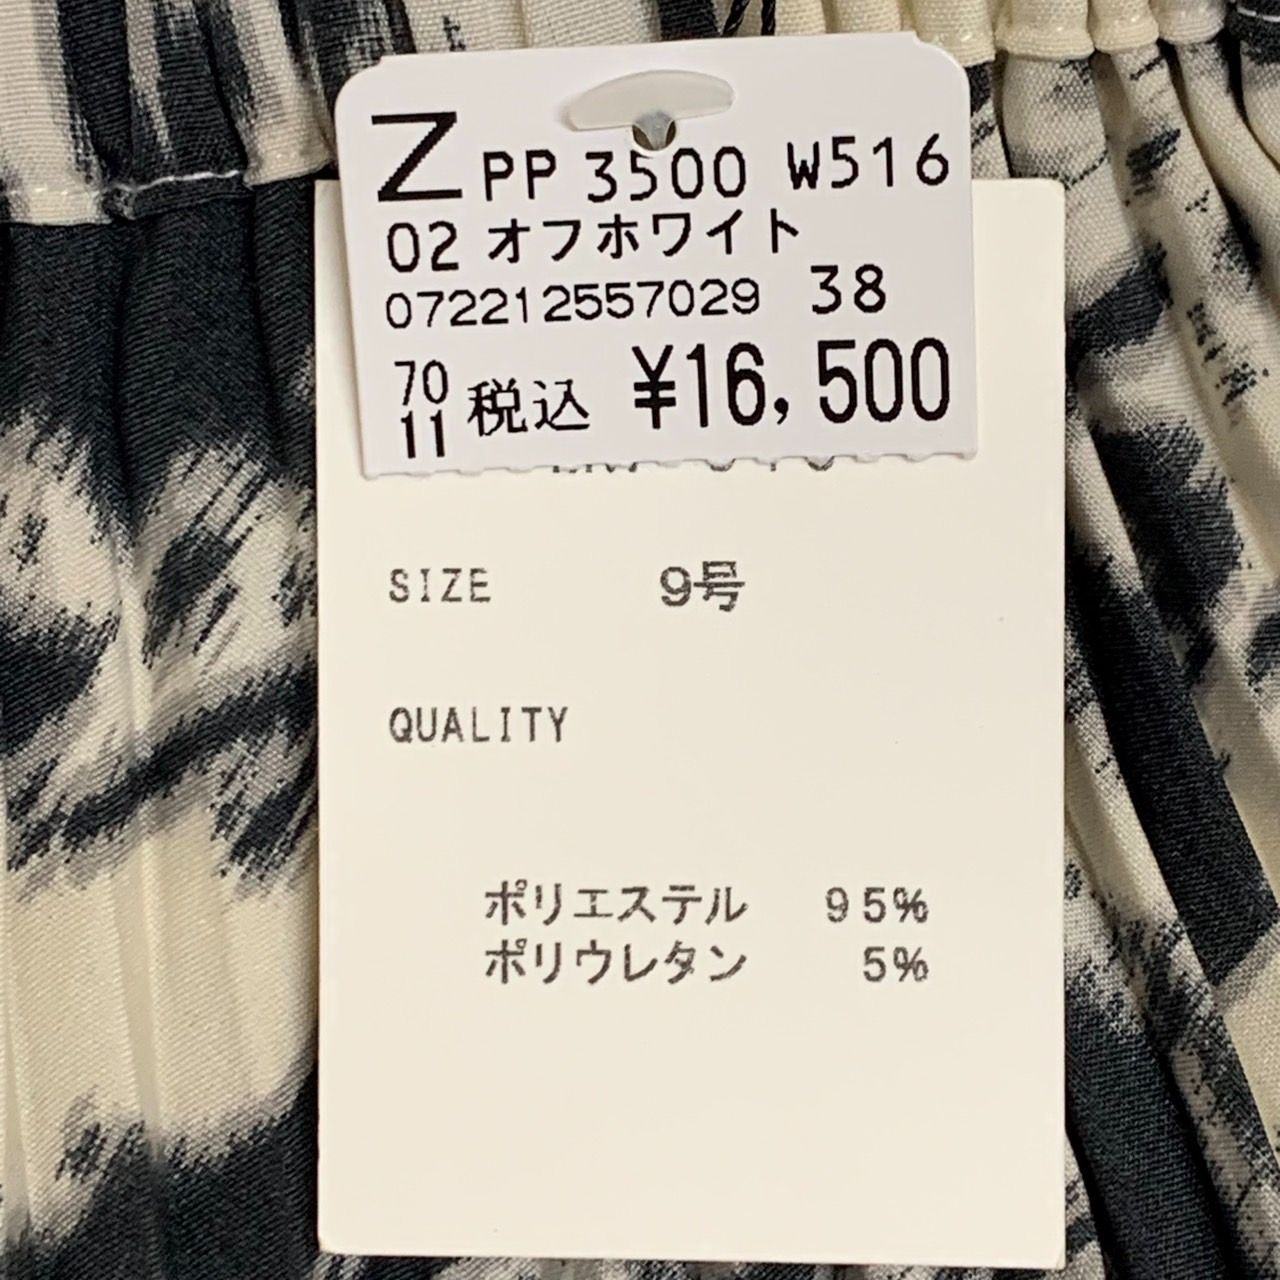 Z PP 3500 W516
02 オフホワイト
072212557029 38
70
11 税込 ¥16,500
SIZE 9号
QUALITY
ポリエステル 95%
ポリウレタン 5%